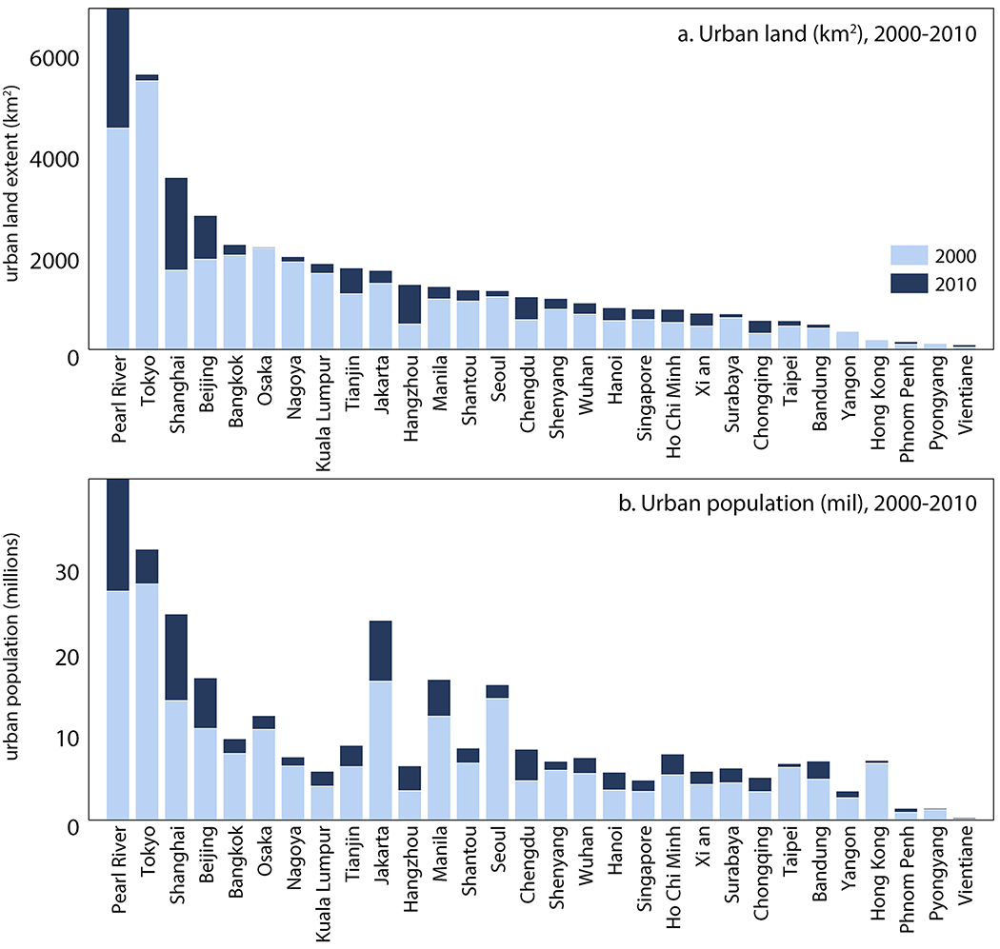 a. Urban land (km²), 2000-2010
urban land extent (km²)
6000
4000
2000
0
2000
2010
Pearl River
Tokyo
Shanghai
Beijing
Bangkok
Osaka
Nagoya
Kuala Lumpur
Tianjin
Jakarta
Hangzhou
Manila
Shantou
Seoul
Chengdu
Shenyang
Wuhan
Hanoi
Singapore
Ho Chi Minh
Xi an
Surabaya
Chongqing
Taipei
Bandung
Yangon
Hong Kong
Phnom Penh
Pyongyang
Vientiane
b. Urban population (mil), 2000-2010
urban population (millions)
30
20
10
0
Pearl River
Tokyo
Shanghai
Beijing
Bangkok
Osaka
Nagoya
Kuala Lumpur
Tianjin
Jakarta
Hangzhou
Manila
Shantou
Seoul
Chengdu
Shenyang
Wuhan
Hanoi
Singapore
Ho Chi Minh
Xi an
Surabaya
Chongqing
Taipei
Bandung
Yangon
Hong Kong
Phnom Penh
Pyongyang
Vientiane